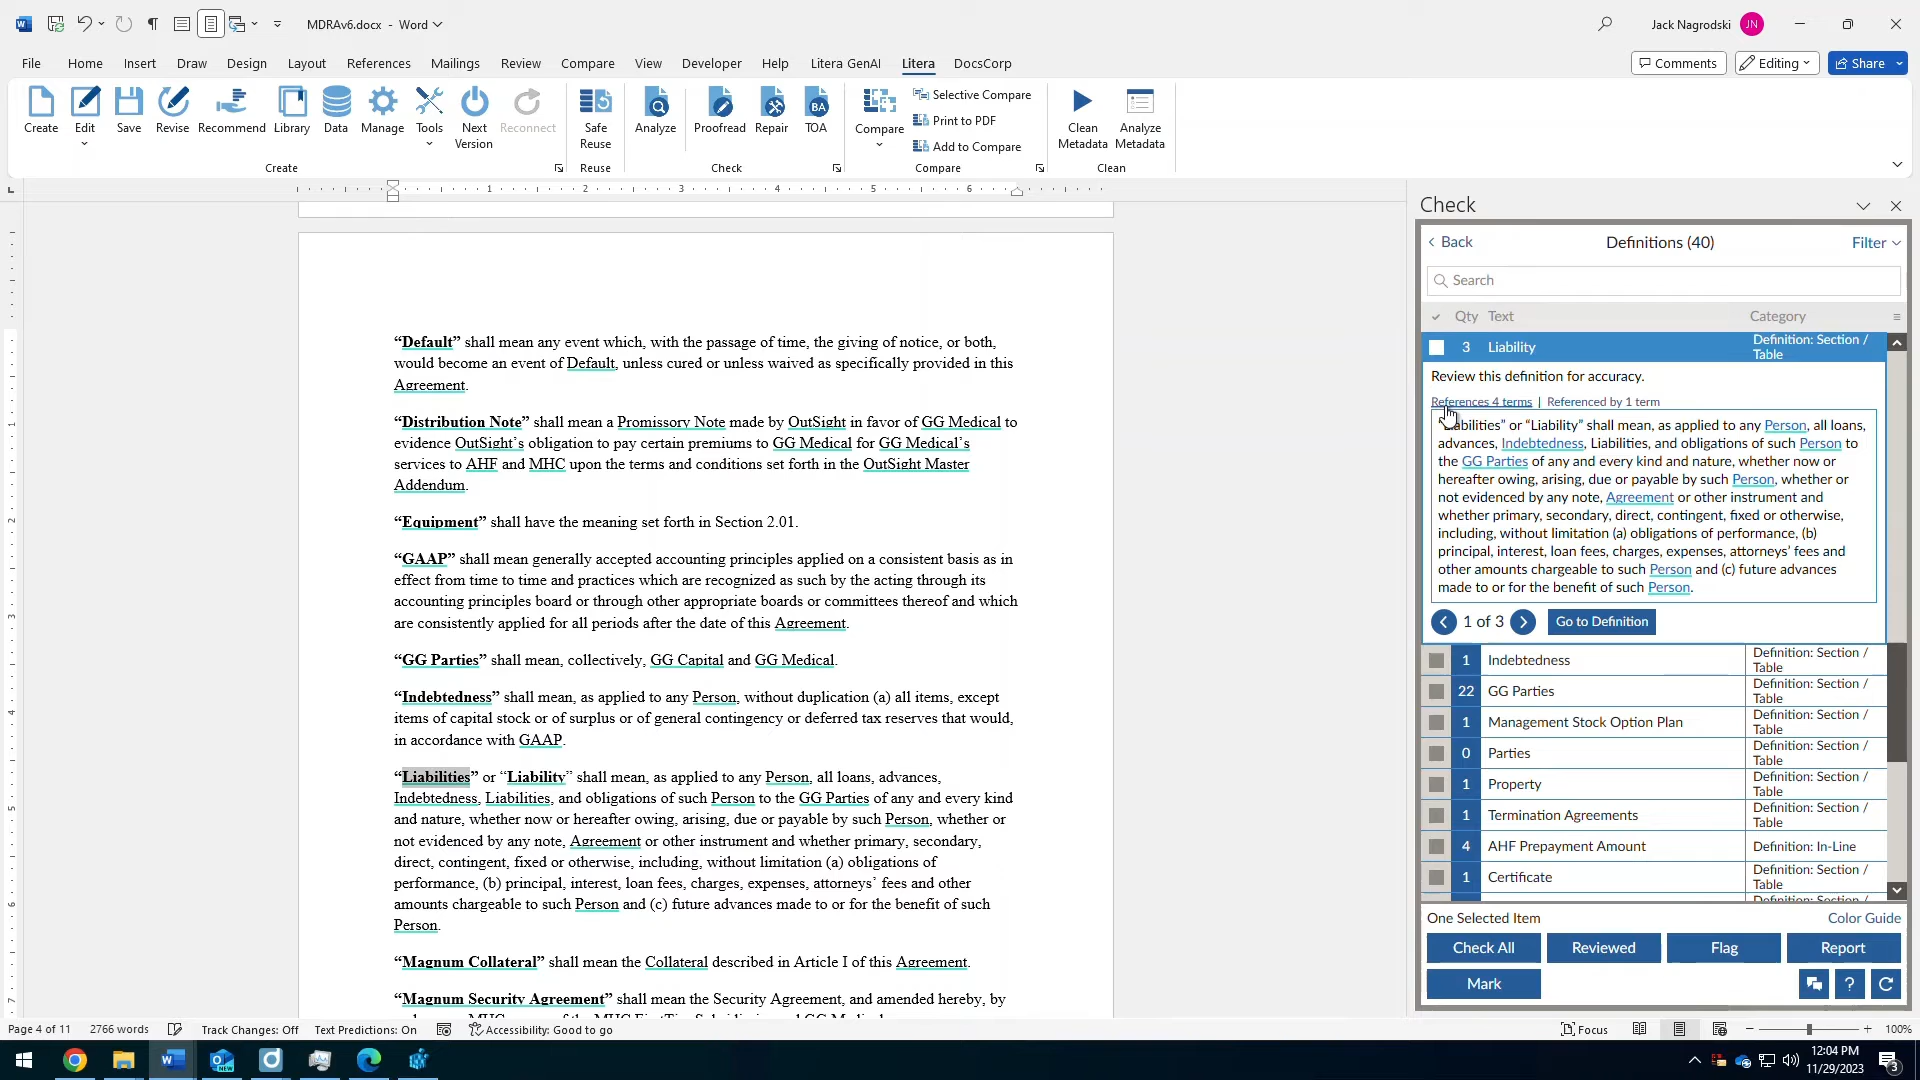 MDRAv6.docx - Word
Jack Nagrodski JN
File Home Insert Draw Design Layout References Mailings Review Compare View Developer Help Litera GenAI Litera DocsCorp
Comments Editing Share
Create Edit Save Revise Recommend Library Data Manage Tools Next Version Reconnect
Safe Reuse
Analyze Proofread Repair TOA
Compare Selective Compare Print to PDF Add to Compare
Clean Metadata Analyze Metadata
Create Reuse Check Compare Clean
1 2 3 4 5 6
“Default” shall mean any event which, with the passage of time, the giving of notice, or both,
would become an event of Default, unless cured or unless waived as specifically provided in this
Agreement.
“Distribution Note” shall mean a Promissory Note made by OutSight in favor of GG Medical to
evidence OutSight’s obligation to pay certain premiums to GG Medical for GG Medical’s
services to AHF and MHC upon the terms and conditions set forth in the OutSight Master
Addendum.
“Equipment” shall have the meaning set forth in Section 2.01.
“GAAP” shall mean generally accepted accounting principles applied on a consistent basis as in
effect from time to time and practices which are recognized as such by the acting through its
accounting principles board or through other appropriate boards or committees thereof and which
are consistently applied for all periods after the date of this Agreement.
“GG Parties” shall mean, collectively, GG Capital and GG Medical.
“Indebtedness” shall mean, as applied to any Person, without duplication (a) all items, except
items of capital stock or of surplus or of general contingency or deferred tax reserves that would,
in accordance with GAAP.
“Liabilities” or “Liability” shall mean, as applied to any Person, all loans, advances,
Indebtedness, Liabilities, and obligations of such Person to the GG Parties of any and every kind
and nature, whether now or hereafter owing, arising, due or payable by such Person, whether or
not evidenced by any note, Agreement or other instrument and whether primary, secondary,
direct, contingent, fixed or otherwise, including, without limitation (a) obligations of
performance, (b) principal, interest, loan fees, charges, expenses, attorneys’ fees and other
amounts chargeable to such Person and (c) future advances made to or for the benefit of such
Person.
“Magnum Collateral” shall mean the Collateral described in Article I of this Agreement.
“Magnum Security Agreement” shall mean the Security Agreement, and amended hereby, by
Check
Back Definitions (40) Filter
Search
Qty Text Category
3 Liability Definition: Section / Table
Review this definition for accuracy.
References 4 terms | Referenced by 1 term
“Liabilities” or “Liability” shall mean, as applied to any Person, all loans,
advances, Indebtedness, Liabilities, and obligations of such Person to
the GG Parties of any and every kind and nature, whether now or
hereafter owing, arising, due or payable by such Person, whether or
not evidenced by any note, Agreement or other instrument and
whether primary, secondary, direct, contingent, fixed or otherwise,
including, without limitation (a) obligations of performance, (b)
principal, interest, loan fees, charges, expenses, attorneys’ fees and
other amounts chargeable to such Person and (c) future advances
made to or for the benefit of such Person.
1 of 3 Go to Definition
1 Indebtedness Definition: Section / Table
22 GG Parties Definition: Section / Table
1 Management Stock Option Plan Definition: Section / Table
0 Parties Definition: Section / Table
1 Property Definition: Section / Table
1 Termination Agreements Definition: Section / Table
4 AHF Prepayment Amount Definition: In-Line
1 Certificate Definition: Section / Table
One Selected Item Color Guide
Check All Reviewed Flag Report
Mark ?
Page 4 of 11 2766 words Track Changes: Off Text Predictions: On Accessibility: Good to go Focus 100%
12:04 PM
11/29/2023
3